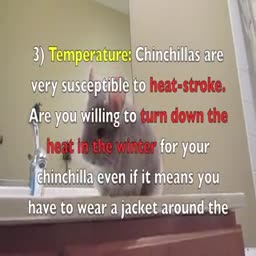 3) Temperature: Chinchillas are
very susceptible to heat-stroke.
Are you willing to turn down the
heat in the winter for your
chinchilla even if it means you
have to wear a jacket around the